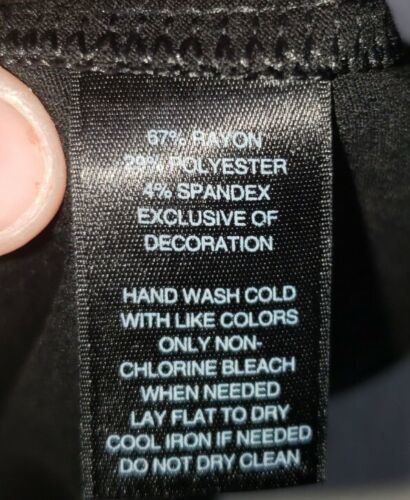 67% RAYON
29% POLYESTER
4% SPANDEX
EXCLUSIVE OF
DECORATION
HAND WASH COLD
WITH LIKE COLORS
ONLY NON-
CHLORINE BLEACH
WHEN NEEDED
LAY FLAT TO DRY
COOL IRON IF NEEDED
DO NOT DRY CLEAN